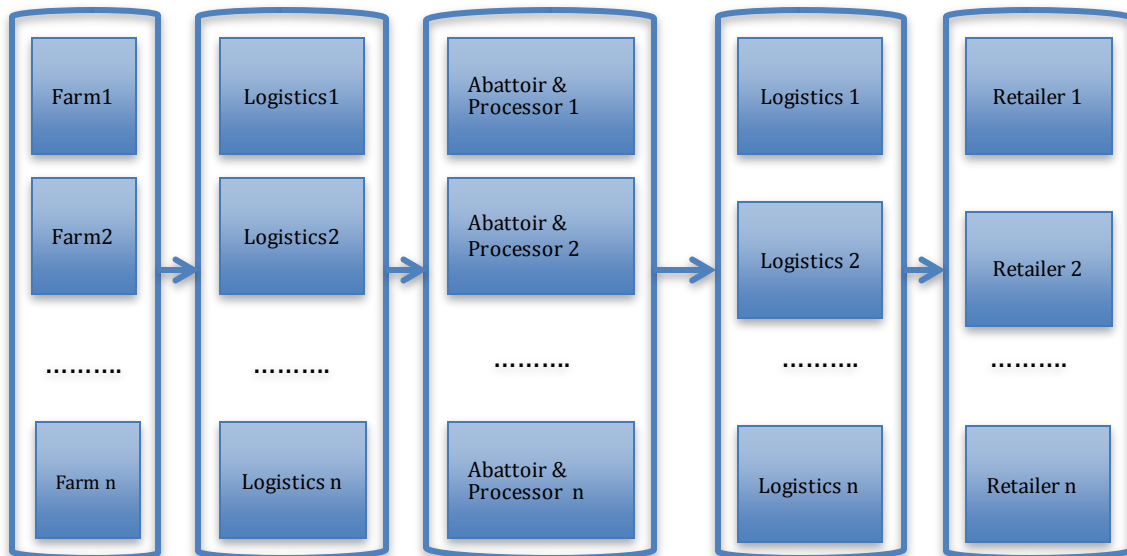 Farm1
Farm2
……….
Farm n
Logistics1
Logistics2
……….
Logistics n
Abattoir &
Processor 1
Abattoir &
Processor 2
……….
Abattoir &
Processor  n
Logistics 1
Logistics 2
……….
Logistics n
Retailer 1
Retailer 2
……….
Retailer n